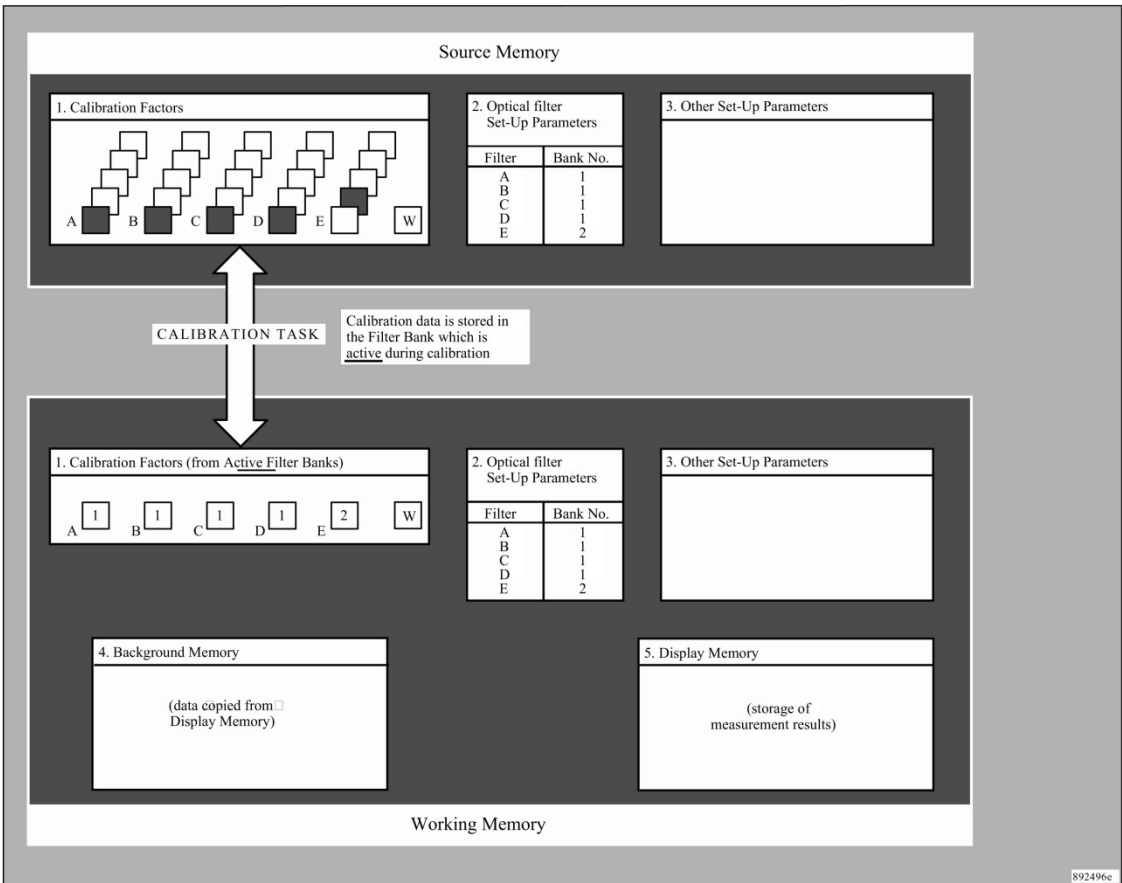 Source Memory
1. Calibration Factors
A B C D E W
2. Optical filter
Set-Up Parameters
Filter Bank No.
A 1
B 1
C 1
D 1
E 2
3. Other Set-Up Parameters
CALIBRATION TASK
Calibration data is stored in
the Filter Bank which is
active during calibration
1. Calibration Factors (from Active Filter Banks)
A 1 B 1 C 1 D 1 E 2 W
2. Optical filter
Set-Up Parameters
Filter Bank No.
A 1
B 1
C 1
D 1
E 2
3. Other Set-Up Parameters
4. Background Memory
(data copied from
Display Memory)
5. Display Memory
(storage of
measurement results)
Working Memory
892496e